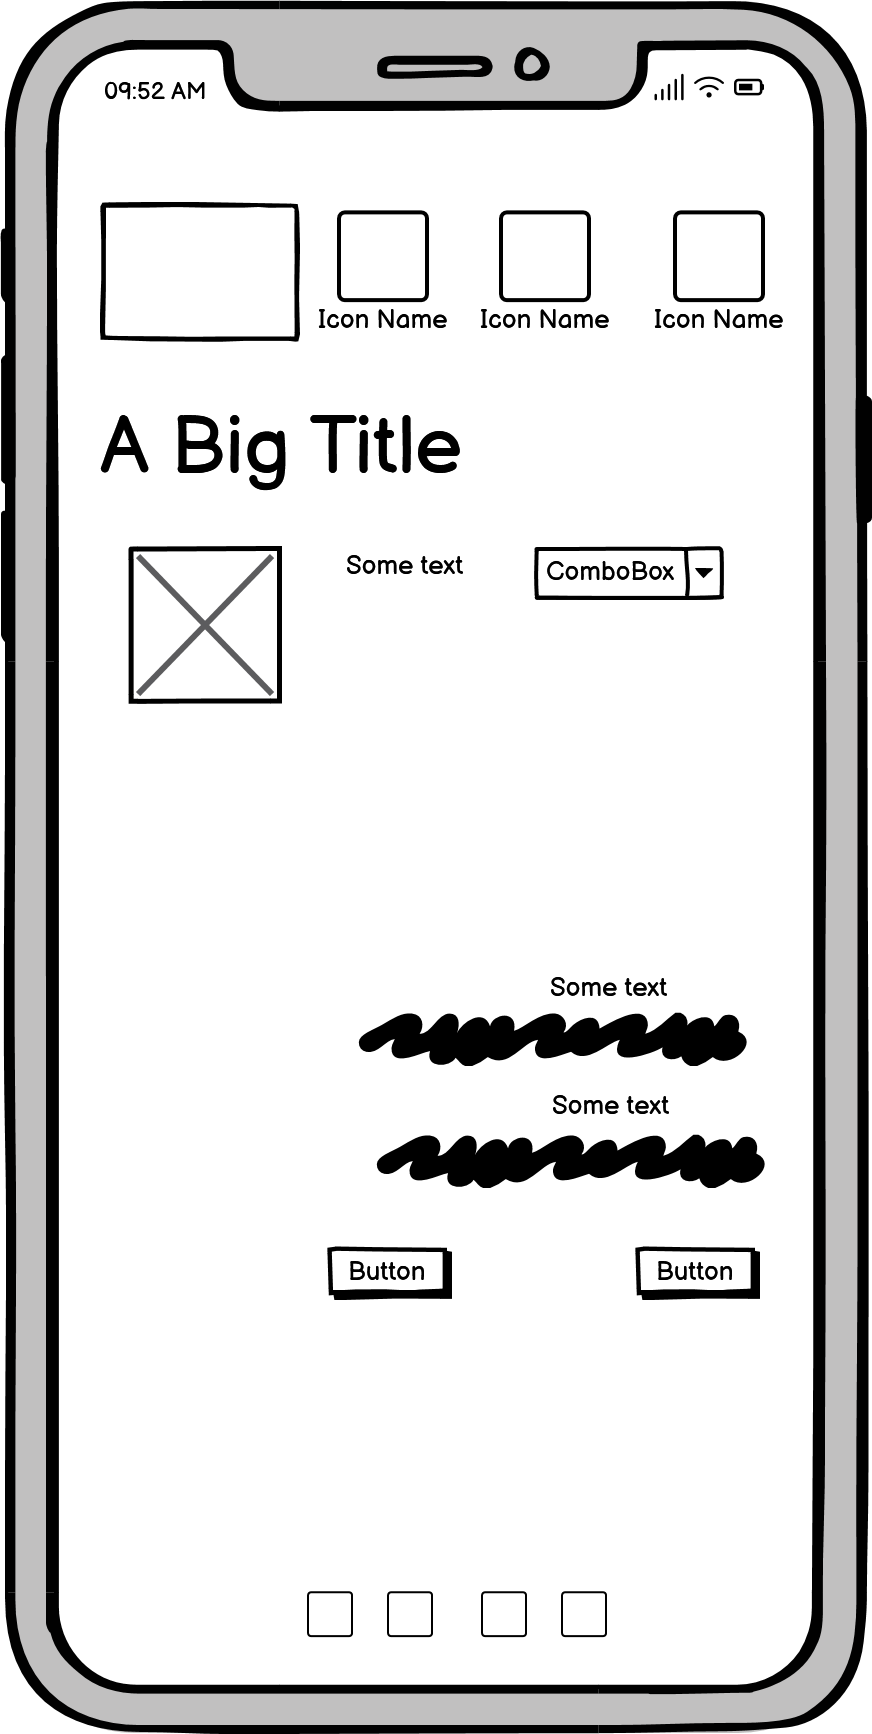 09:52 AM
Icon Name Icon Name Icon Name
A Big Title
Some text ComboBox
Some text
Some text
Button Button